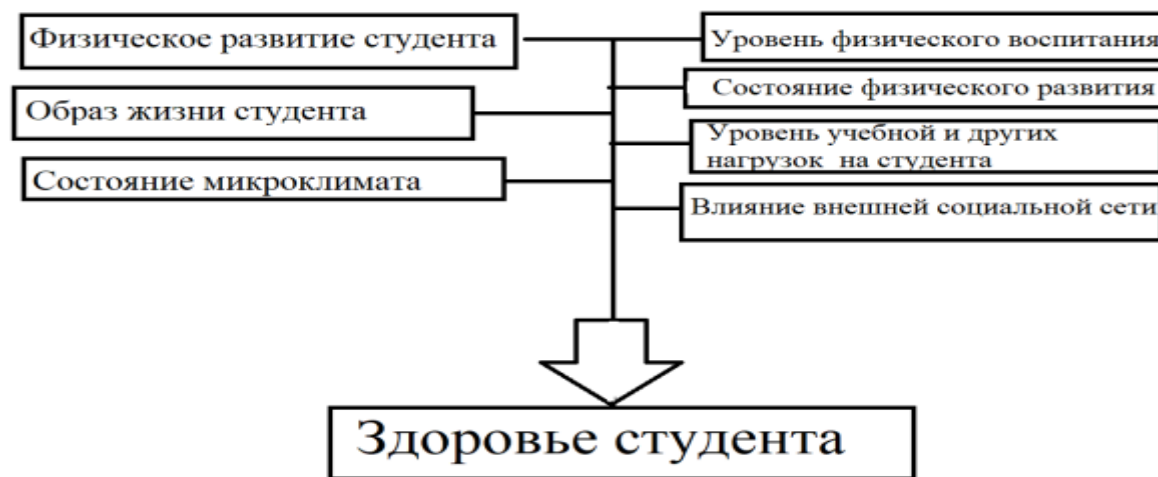 Физическое развитие студента
Уровень физического воспитания
Образ жизни студента
Состояние физического развития
Состояние микроклимата
Уровень учебной и других
нагрузок на студента
Влияние внешней социальной сети
Здоровье студента